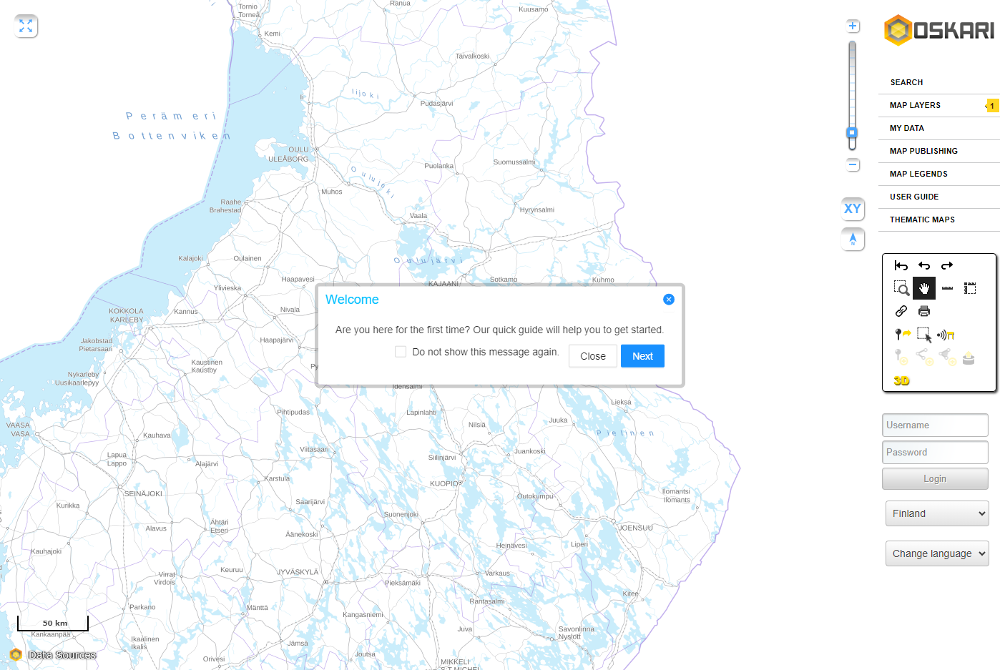 Tornio
Torneå
Ranua
Kuusamo
Kemi
Taivalkoski
Ii
Iijoki
Pudasjärvi
Perämeri
Bottenviken
OULU
ULEÅBORG
Puolanka
Suomussalmi
Oulujoki
Muhos
Raahe
Brahestad
Hyrynsalmi
Vaala
Kalajoki
Oulainen
Oulujärvi
Haapavesi
Sotkamo
Kuhmo
KAJAANI
Ylivieska
KOKKOLA
KARLEBY
Kannus
Nivala
Jakobstad
Pietarsaari
Haapajärvi
Kaustinen
Kaustby
Nykarleby
Uusikaarlepyy
Idensalmi
Pihtipudas
Lapinlahti
Lieksa
Nilsiä
Juuka
Pielinen
VAASA
VASA
Kauhava
Viitasaari
Juankoski
Siilinjärvi
Lapua
Lappo
Alajärvi
Karstula
KUOPIO
SEINÄJOKI
Outokumpu
Ilomantsi
Ilomants
Kurikka
Saarijärvi
Suonenjoki
Alavus
Ähtäri
Etseri
Äänekoski
JOENSUU
Heinävesi
Liperi
Kauhajoki
Virrat
Virdois
Keuruu
JYVÄSKYLÄ
Varkaus
Pieksämäki
Kitee
Rantasalmi
Parkano
Mänttä
Kangasniemi
Juva
Savonlinna
Nyslott
Kankaanpää
Ikaalinen
Ikalis
Jämsä
Orivesi
Joutsa
MIKKELI
S:T MICHEL
50 km
Data Sources
Welcome
Are you here for the first time? Our quick guide will help you to get started.
Do not show this message again.
Close
Next
XY
N
OSKARI
SEARCH
MAP LAYERS
1
MY DATA
MAP PUBLISHING
MAP LEGENDS
USER GUIDE
THEMATIC MAPS
3D
Username
Password
Login
Finland
Change language